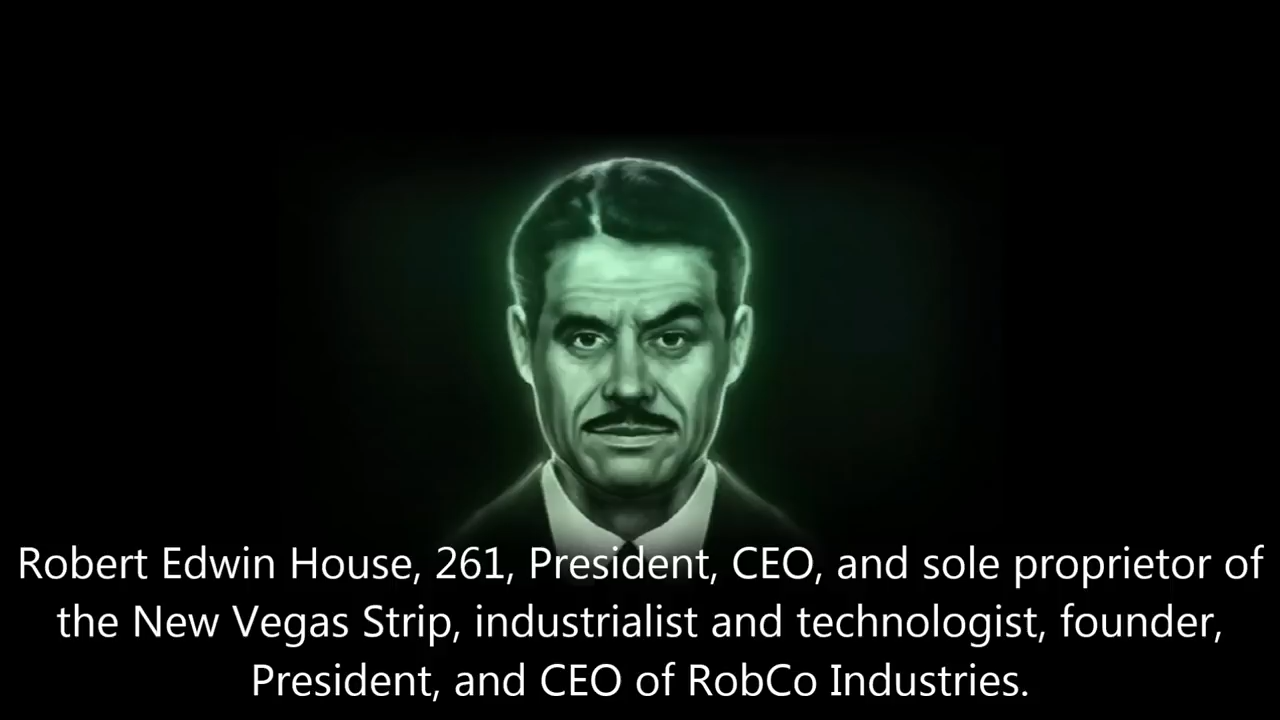 Robert Edwin House, 261, President, CEO, and sole proprietor of
the New Vegas Strip, industrialist and technologist, founder,
President, and CEO of RobCo Industries.